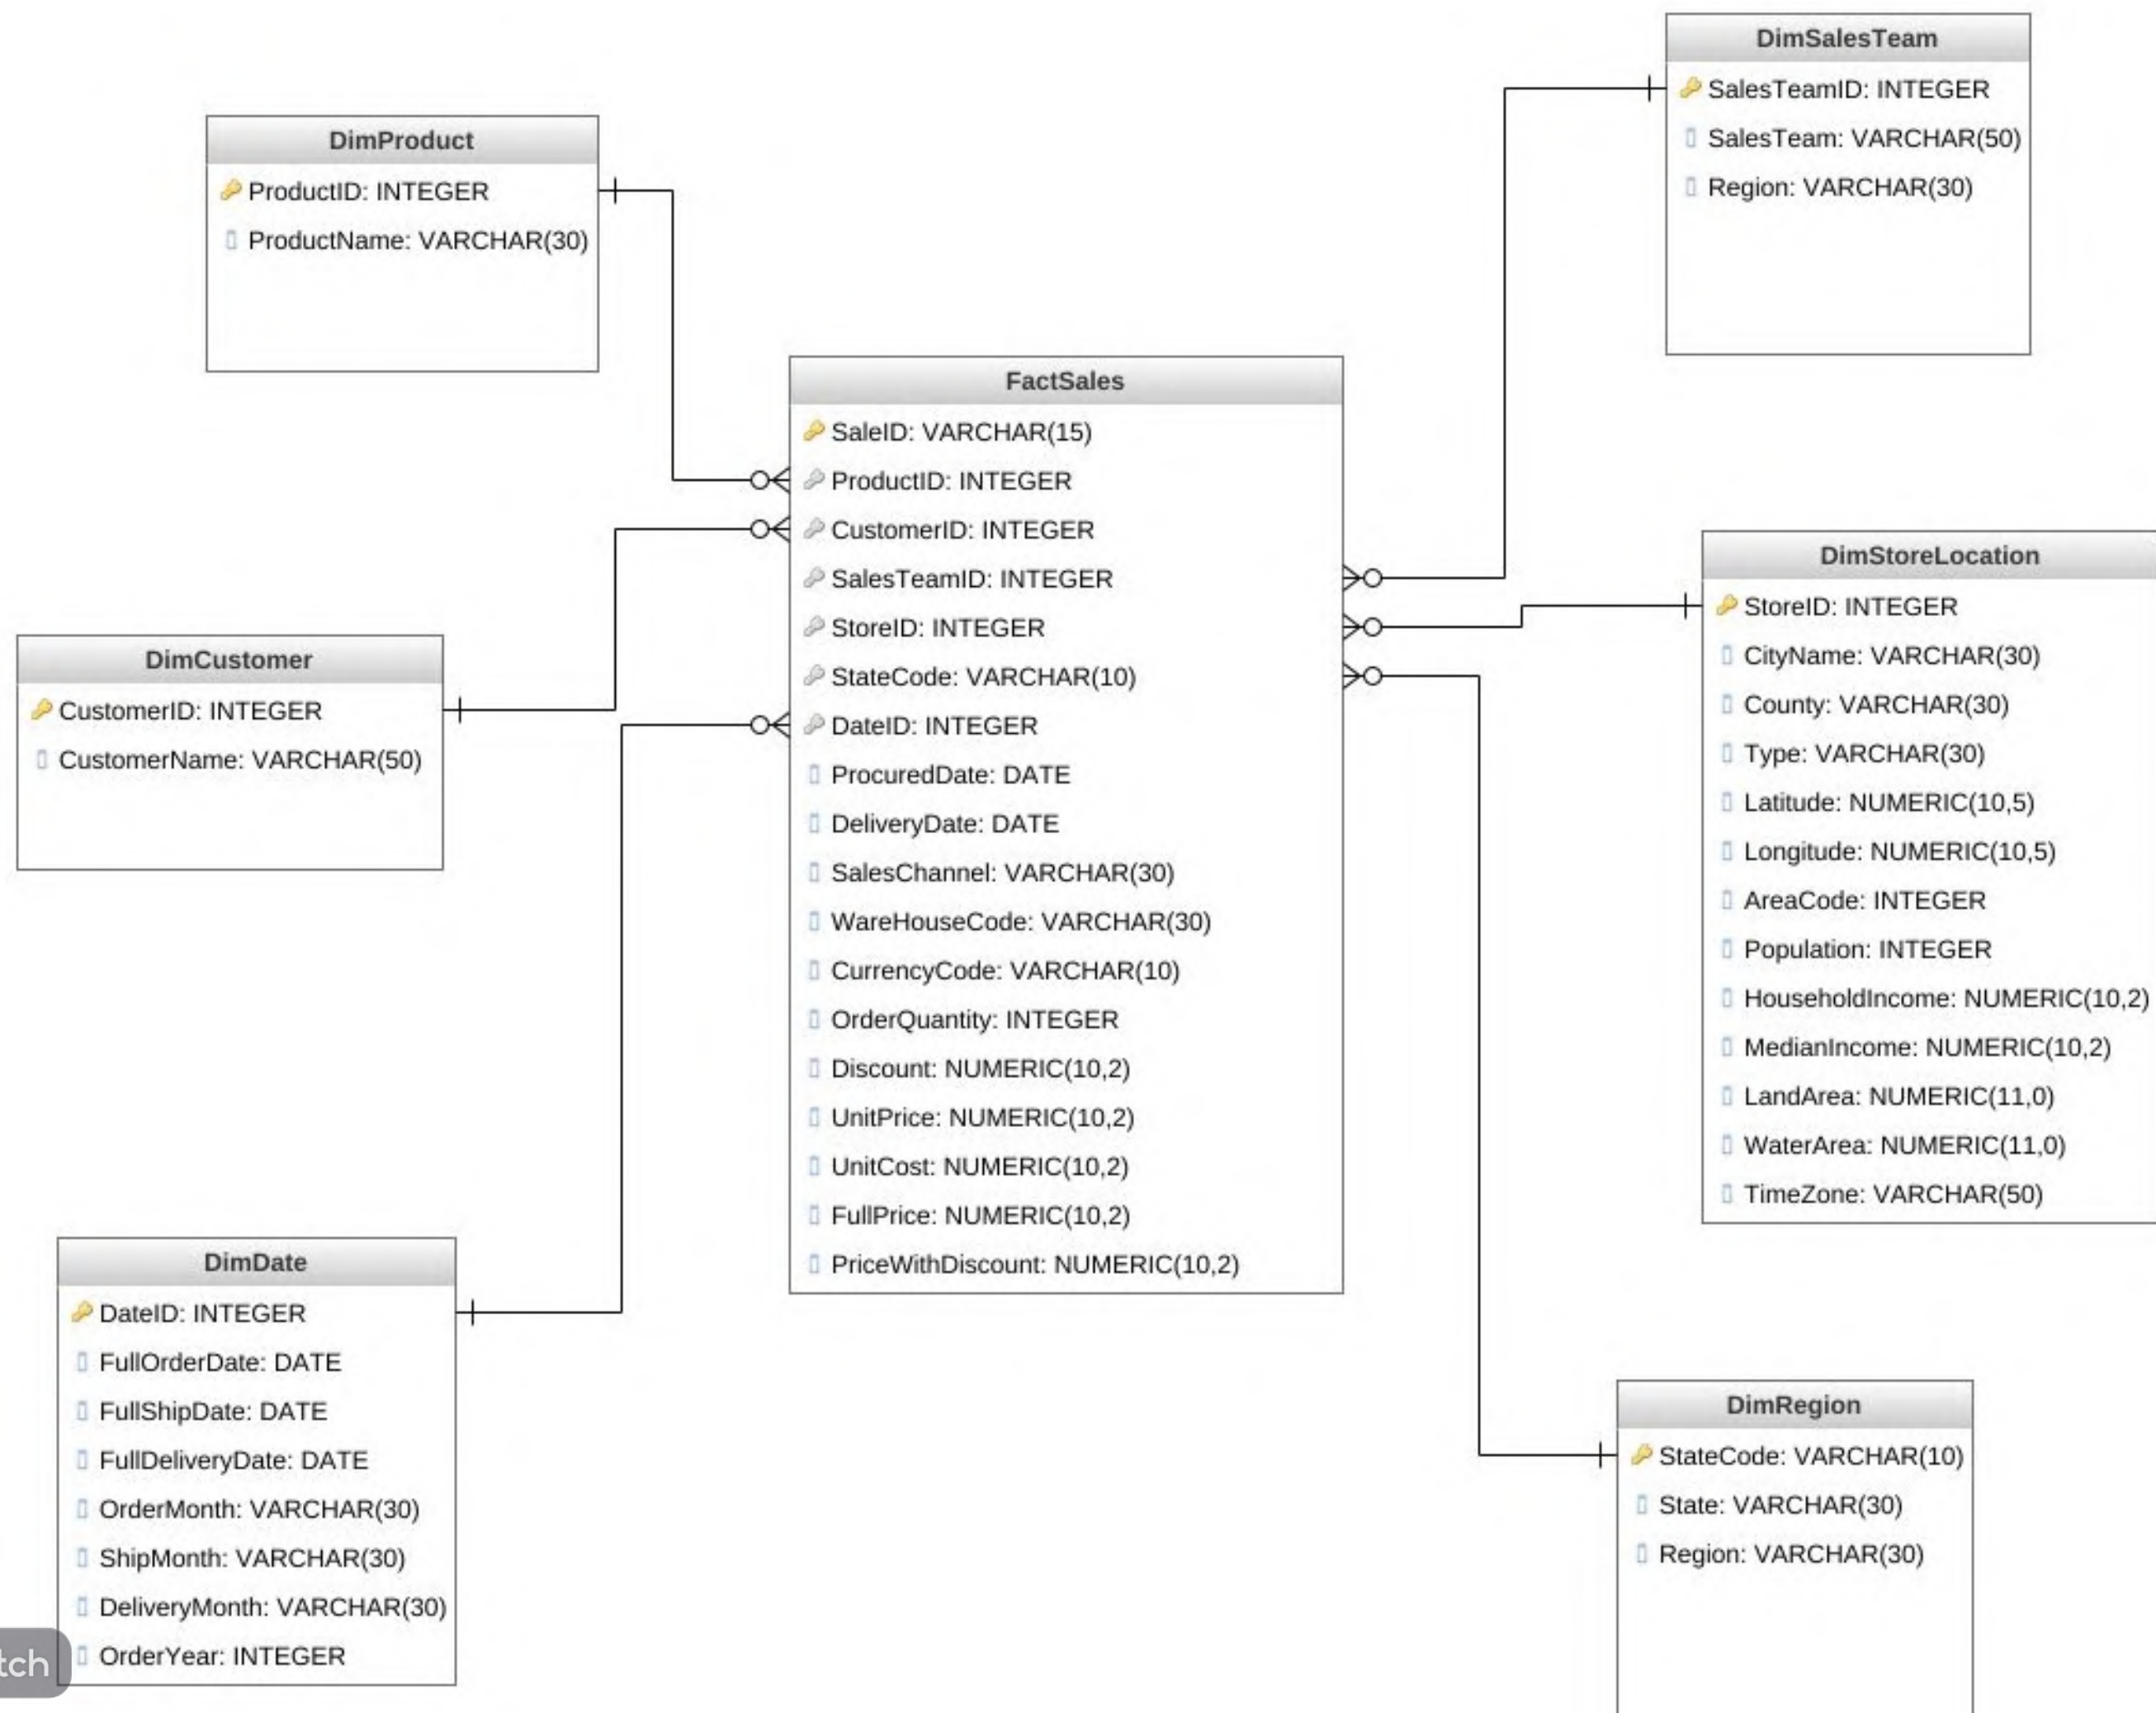 DimProduct
ProductID: INTEGER
ProductName: VARCHAR(30)
DimCustomer
CustomerID: INTEGER
CustomerName: VARCHAR(50)
DimDate
DateID: INTEGER
FullOrderDate: DATE
FullShipDate: DATE
FullDeliveryDate: DATE
OrderMonth: VARCHAR(30)
ShipMonth: VARCHAR(30)
DeliveryMonth: VARCHAR(30)
OrderYear: INTEGER
tch
FactSales
SaleID: VARCHAR(15)
ProductID: INTEGER
CustomerID: INTEGER
SalesTeamID: INTEGER
StoreID: INTEGER
StateCode: VARCHAR(10)
DateID: INTEGER
ProcuredDate: DATE
DeliveryDate: DATE
SalesChannel: VARCHAR(30)
WareHouseCode: VARCHAR(30)
CurrencyCode: VARCHAR(10)
OrderQuantity: INTEGER
Discount: NUMERIC(10,2)
UnitPrice: NUMERIC(10,2)
UnitCost: NUMERIC(10,2)
FullPrice: NUMERIC(10,2)
PriceWithDiscount: NUMERIC(10,2)
DimSalesTeam
SalesTeamID: INTEGER
SalesTeam: VARCHAR(50)
Region: VARCHAR(30)
DimStoreLocation
StoreID: INTEGER
CityName: VARCHAR(30)
County: VARCHAR(30)
Type: VARCHAR(30)
Latitude: NUMERIC(10,5)
Longitude: NUMERIC(10,5)
AreaCode: INTEGER
Population: INTEGER
HouseholdIncome: NUMERIC(10,2)
MedianIncome: NUMERIC(10,2)
LandArea: NUMERIC(11,0)
WaterArea: NUMERIC(11,0)
TimeZone: VARCHAR(50)
DimRegion
StateCode: VARCHAR(10)
State: VARCHAR(30)
Region: VARCHAR(30)